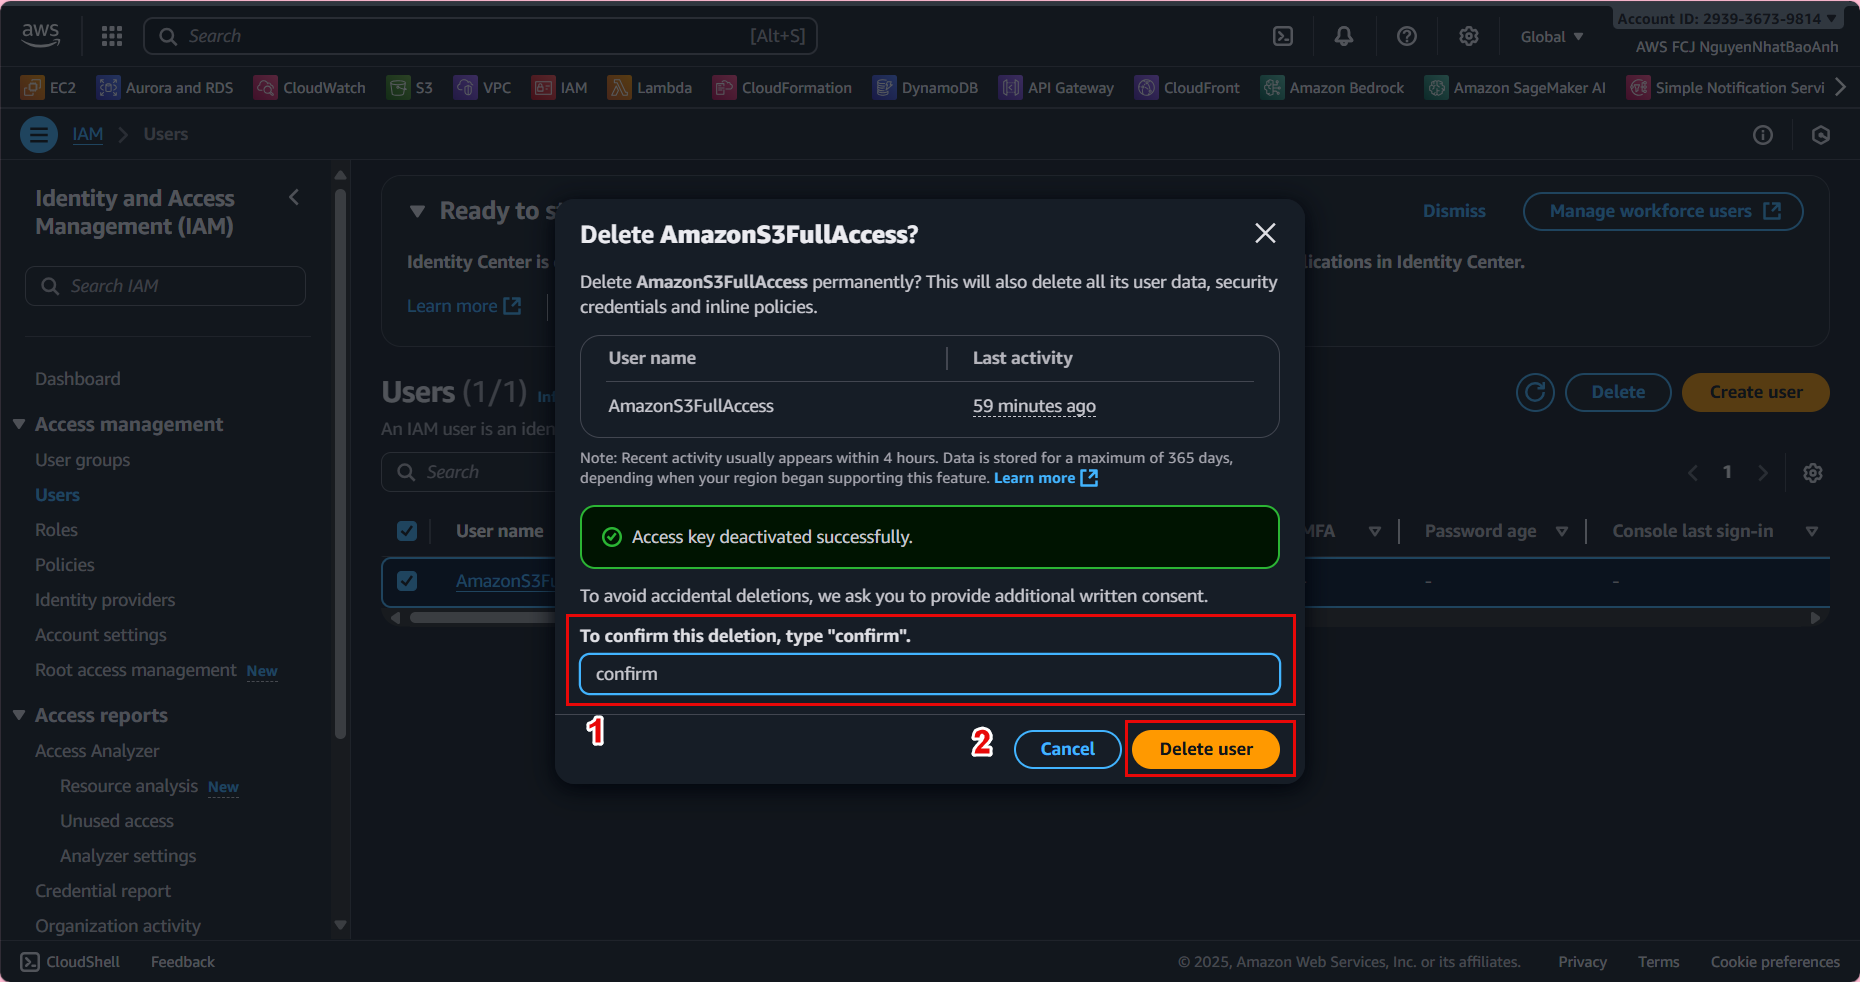 aws
Search
[Alt+S]
Global
Account ID: 2939-3673-9814
AWS FCJ NguyenNhatBaoAnh
EC2
Aurora and RDS
CloudWatch
S3
VPC
IAM
Lambda
CloudFormation
DynamoDB
API Gateway
CloudFront
Amazon Bedrock
Amazon SageMaker AI
Simple Notification Servi
IAM
Users
Identity and Access
Management (IAM)
Search IAM
Dashboard
Access management
User groups
Users
Roles
Policies
Identity providers
Account settings
Root access management New
Access reports
Access Analyzer
Resource analysis New
Unused access
Analyzer settings
Credential report
Organization activity
Ready to s
Dismiss
Manage workforce users
Identity Center is
lications in Identity Center.
Learn more
Users (1/1)
Delete
Create user
An IAM user is an iden
Search
1
User name
MFA
Password age
Console last sign-in
AmazonS3Fu
-
-
Delete AmazonS3FullAccess?
Delete AmazonS3FullAccess permanently? This will also delete all its user data, security
credentials and inline policies.
User name
Last activity
AmazonS3FullAccess
59 minutes ago
Note: Recent activity usually appears within 4 hours. Data is stored for a maximum of 365 days,
depending when your region began supporting this feature. Learn more
Access key deactivated successfully.
To avoid accidental deletions, we ask you to provide additional written consent.
To confirm this deletion, type "confirm".
confirm
1
2
Cancel
Delete user
CloudShell
Feedback
© 2025, Amazon Web Services, Inc. or its affiliates.
Privacy
Terms
Cookie preferences